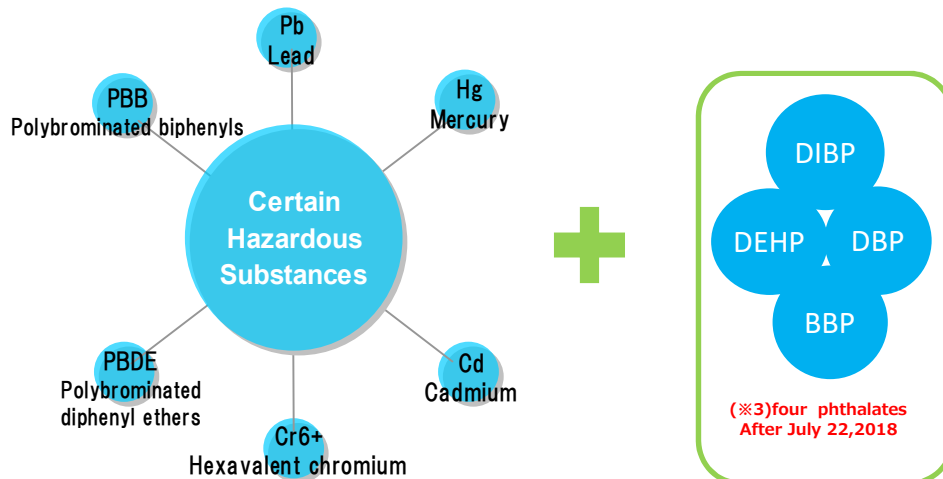 Pb
Lead
Hg
Mercury
PBB
Polybrominated biphenyls
Certain
Hazardous
Substances
PBDE
Polybrominated
diphenyl ethers
Cr6+
Hexavalent chromium
Cd
Cadmium
DIBP
DEHP
DBP
BBP
(※3)four phthalates
After July 22,2018